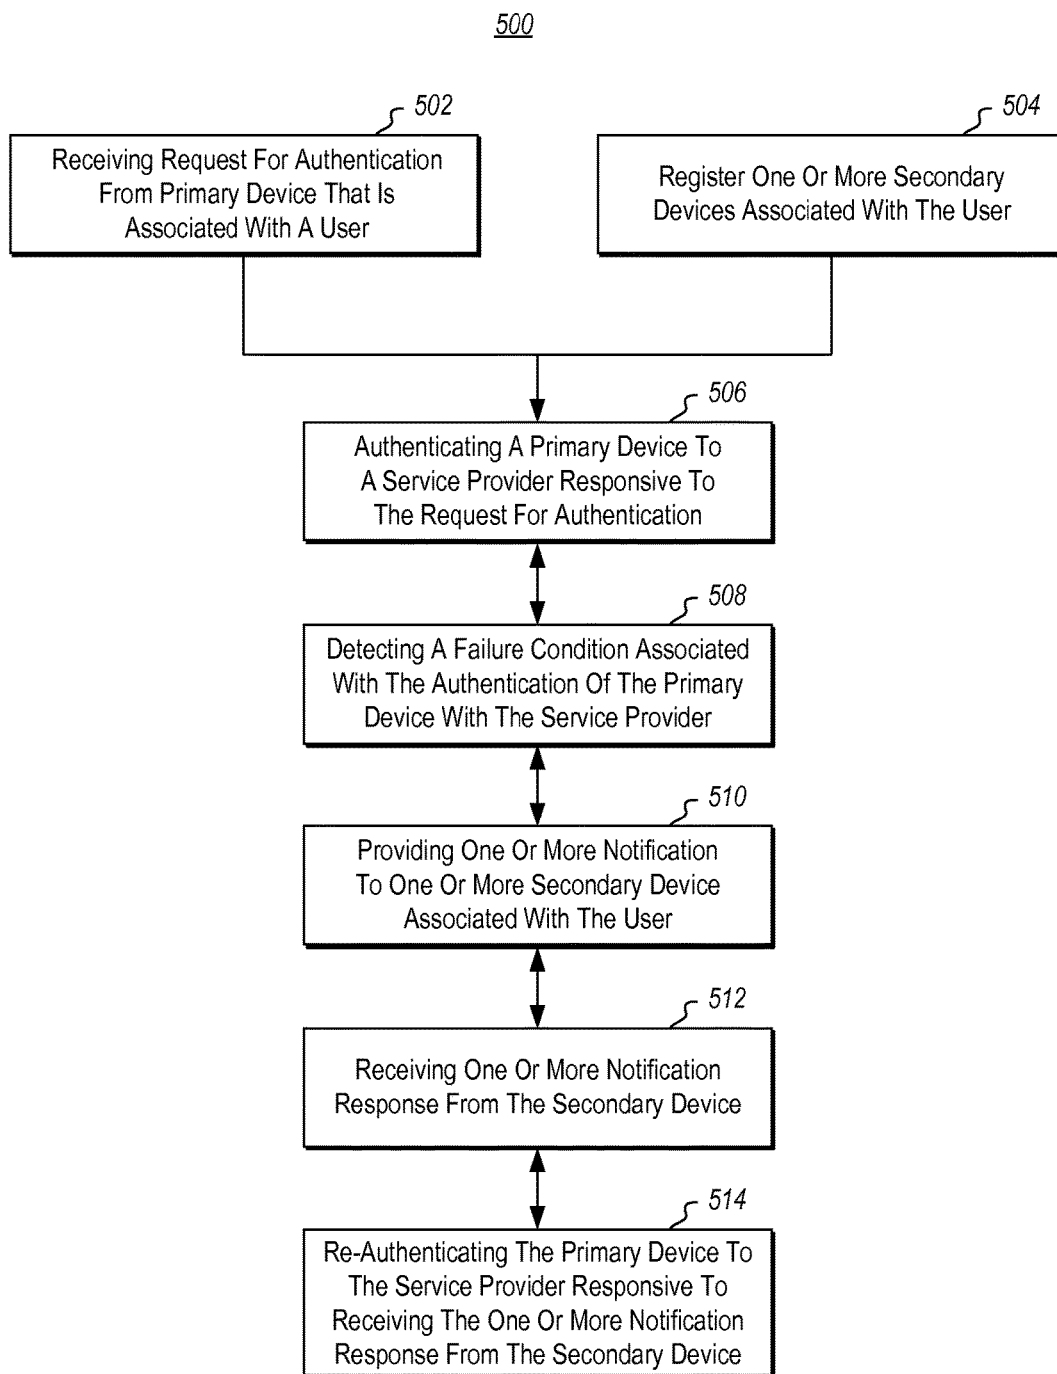 500
502
Receiving Request For Authentication
From Primary Device That Is
Associated With A User
504
Register One Or More Secondary
Devices Associated With The User
506
Authenticating A Primary Device To
A Service Provider Responsive To
The Request For Authentication
508
Detecting A Failure Condition Associated
With The Authentication Of The Primary
Device With The Service Provider
510
Providing One Or More Notification
To One Or More Secondary Device
Associated With The User
512
Receiving One Or More Notification
Response From The Secondary Device
514
Re-Authenticating The Primary Device To
The Service Provider Responsive To
Receiving The One Or More Notification
Response From The Secondary Device